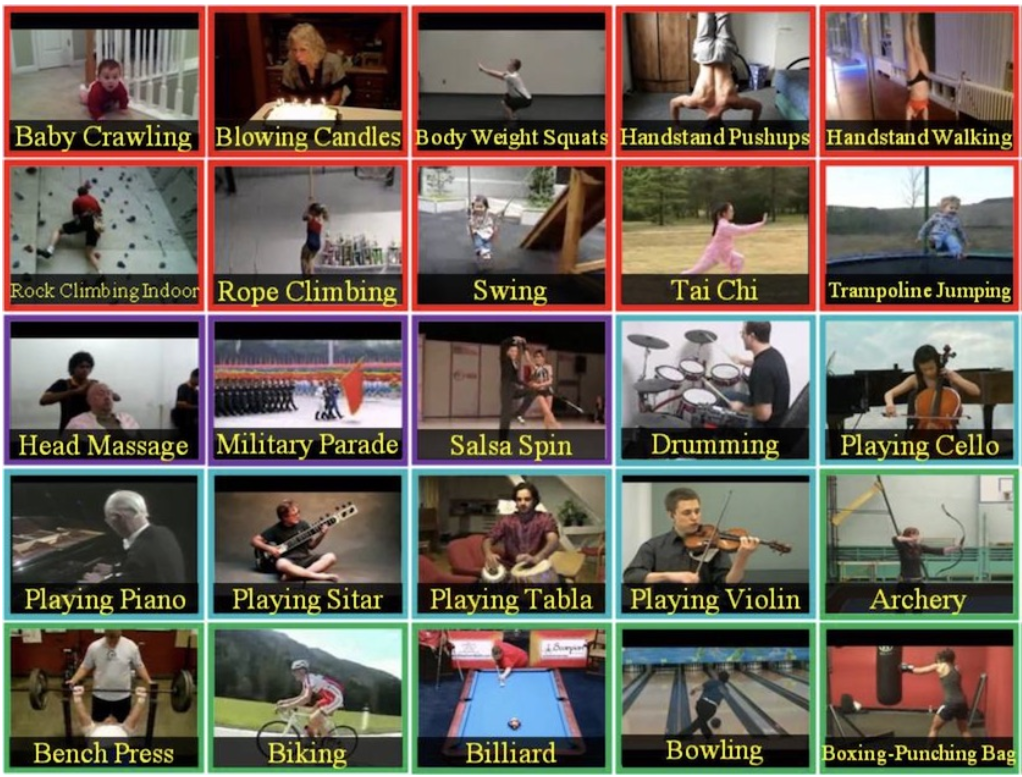 Baby Crawling
Blowing Candles
Body Weight Squats
Handstand Pushups
Handstand Walking
Rock Climbing Indoor
Rope Climbing
Swing
Tai Chi
Trampoline Jumping
Head Massage
Military Parade
Salsa Spin
Drumming
Playing Cello
Playing Piano
Playing Sitar
Playing Tabla
Playing Violin
Archery
Bench Press
Biking
Billiard
Bowling
Boxing-Punching Bag